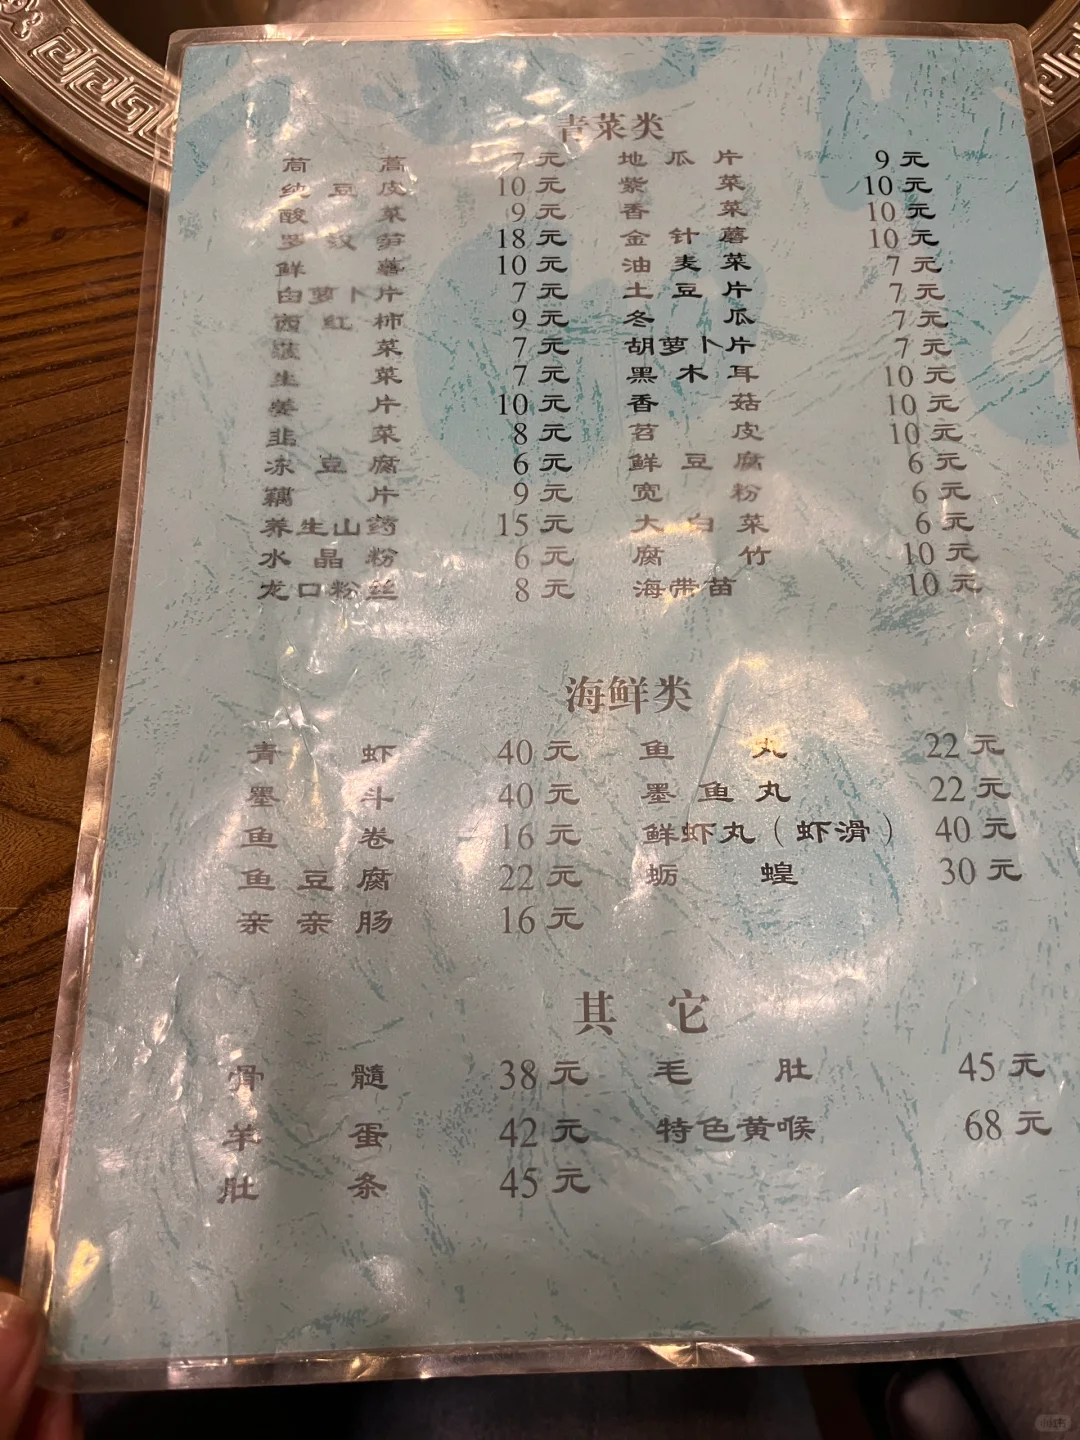 青菜类
茼 蒿 7元 地瓜片 9元
纯豆皮 10元 紫菜 10元
酸菜 9元 香菜 10元
罗汉笋 18元 金针蘑 10元
鲜蘑 10元 油麦菜 7元
白萝卜片 7元 土豆片 7元
西红柿 9元 冬瓜 7元
菠菜 7元 胡萝卜片 7元
生菜 7元 黑木耳 10元
姜片 10元 香菇 10元
韭菜 8元 苕皮 10元
冻豆腐 6元 鲜豆腐 6元
藕片 9元 宽粉 6元
养生山药 15元 大白菜 6元
水晶粉 6元 腐竹 10元
龙口粉丝 8元 海带苗 10元
海鲜类
青虾 40元 鱼丸 22元
墨斗 40元 墨鱼丸 22元
鱼卷 16元 鲜虾丸（虾滑） 40元
鱼豆腐 22元 蛎蝗 30元
亲亲肠 16元
其它
骨髓 38元 毛肚 45元
羊蛋 42元 特色黄喉 68元
肚条 45元
小红书